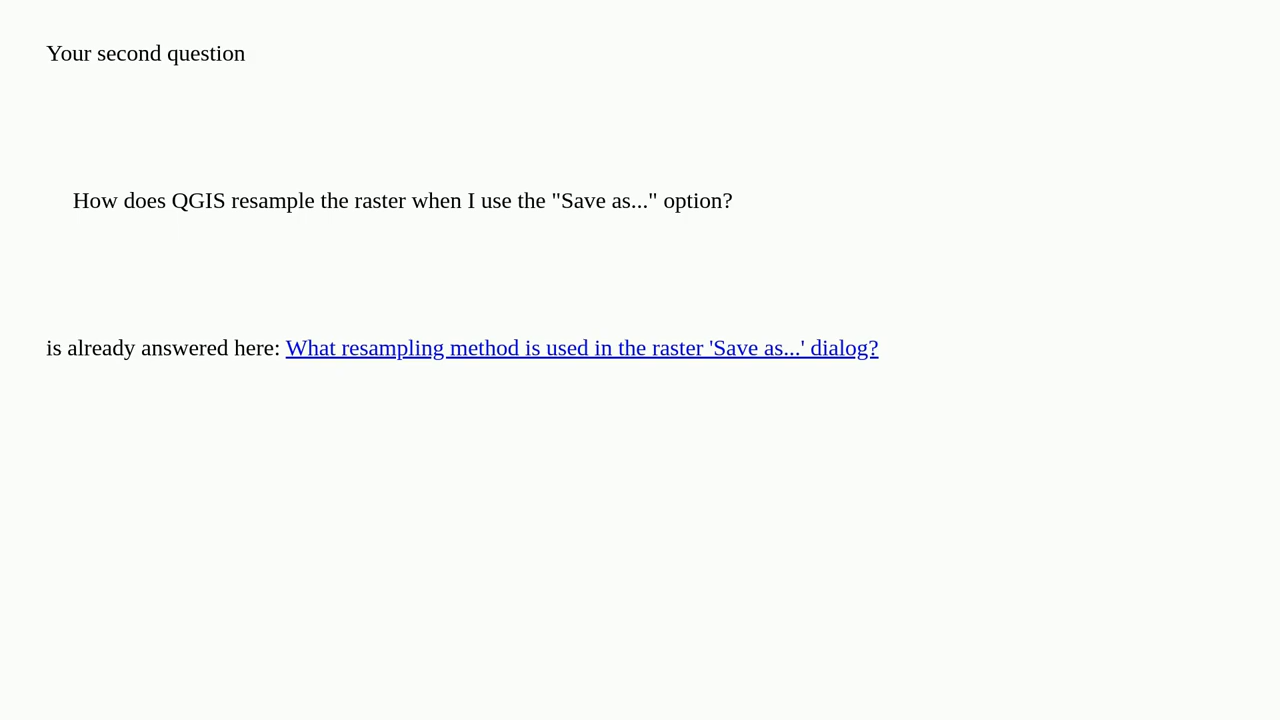 Your second question
How does QGIS resample the raster when I use the "Save as..." option?
is already answered here: What resampling method is used in the raster 'Save as...' dialog?